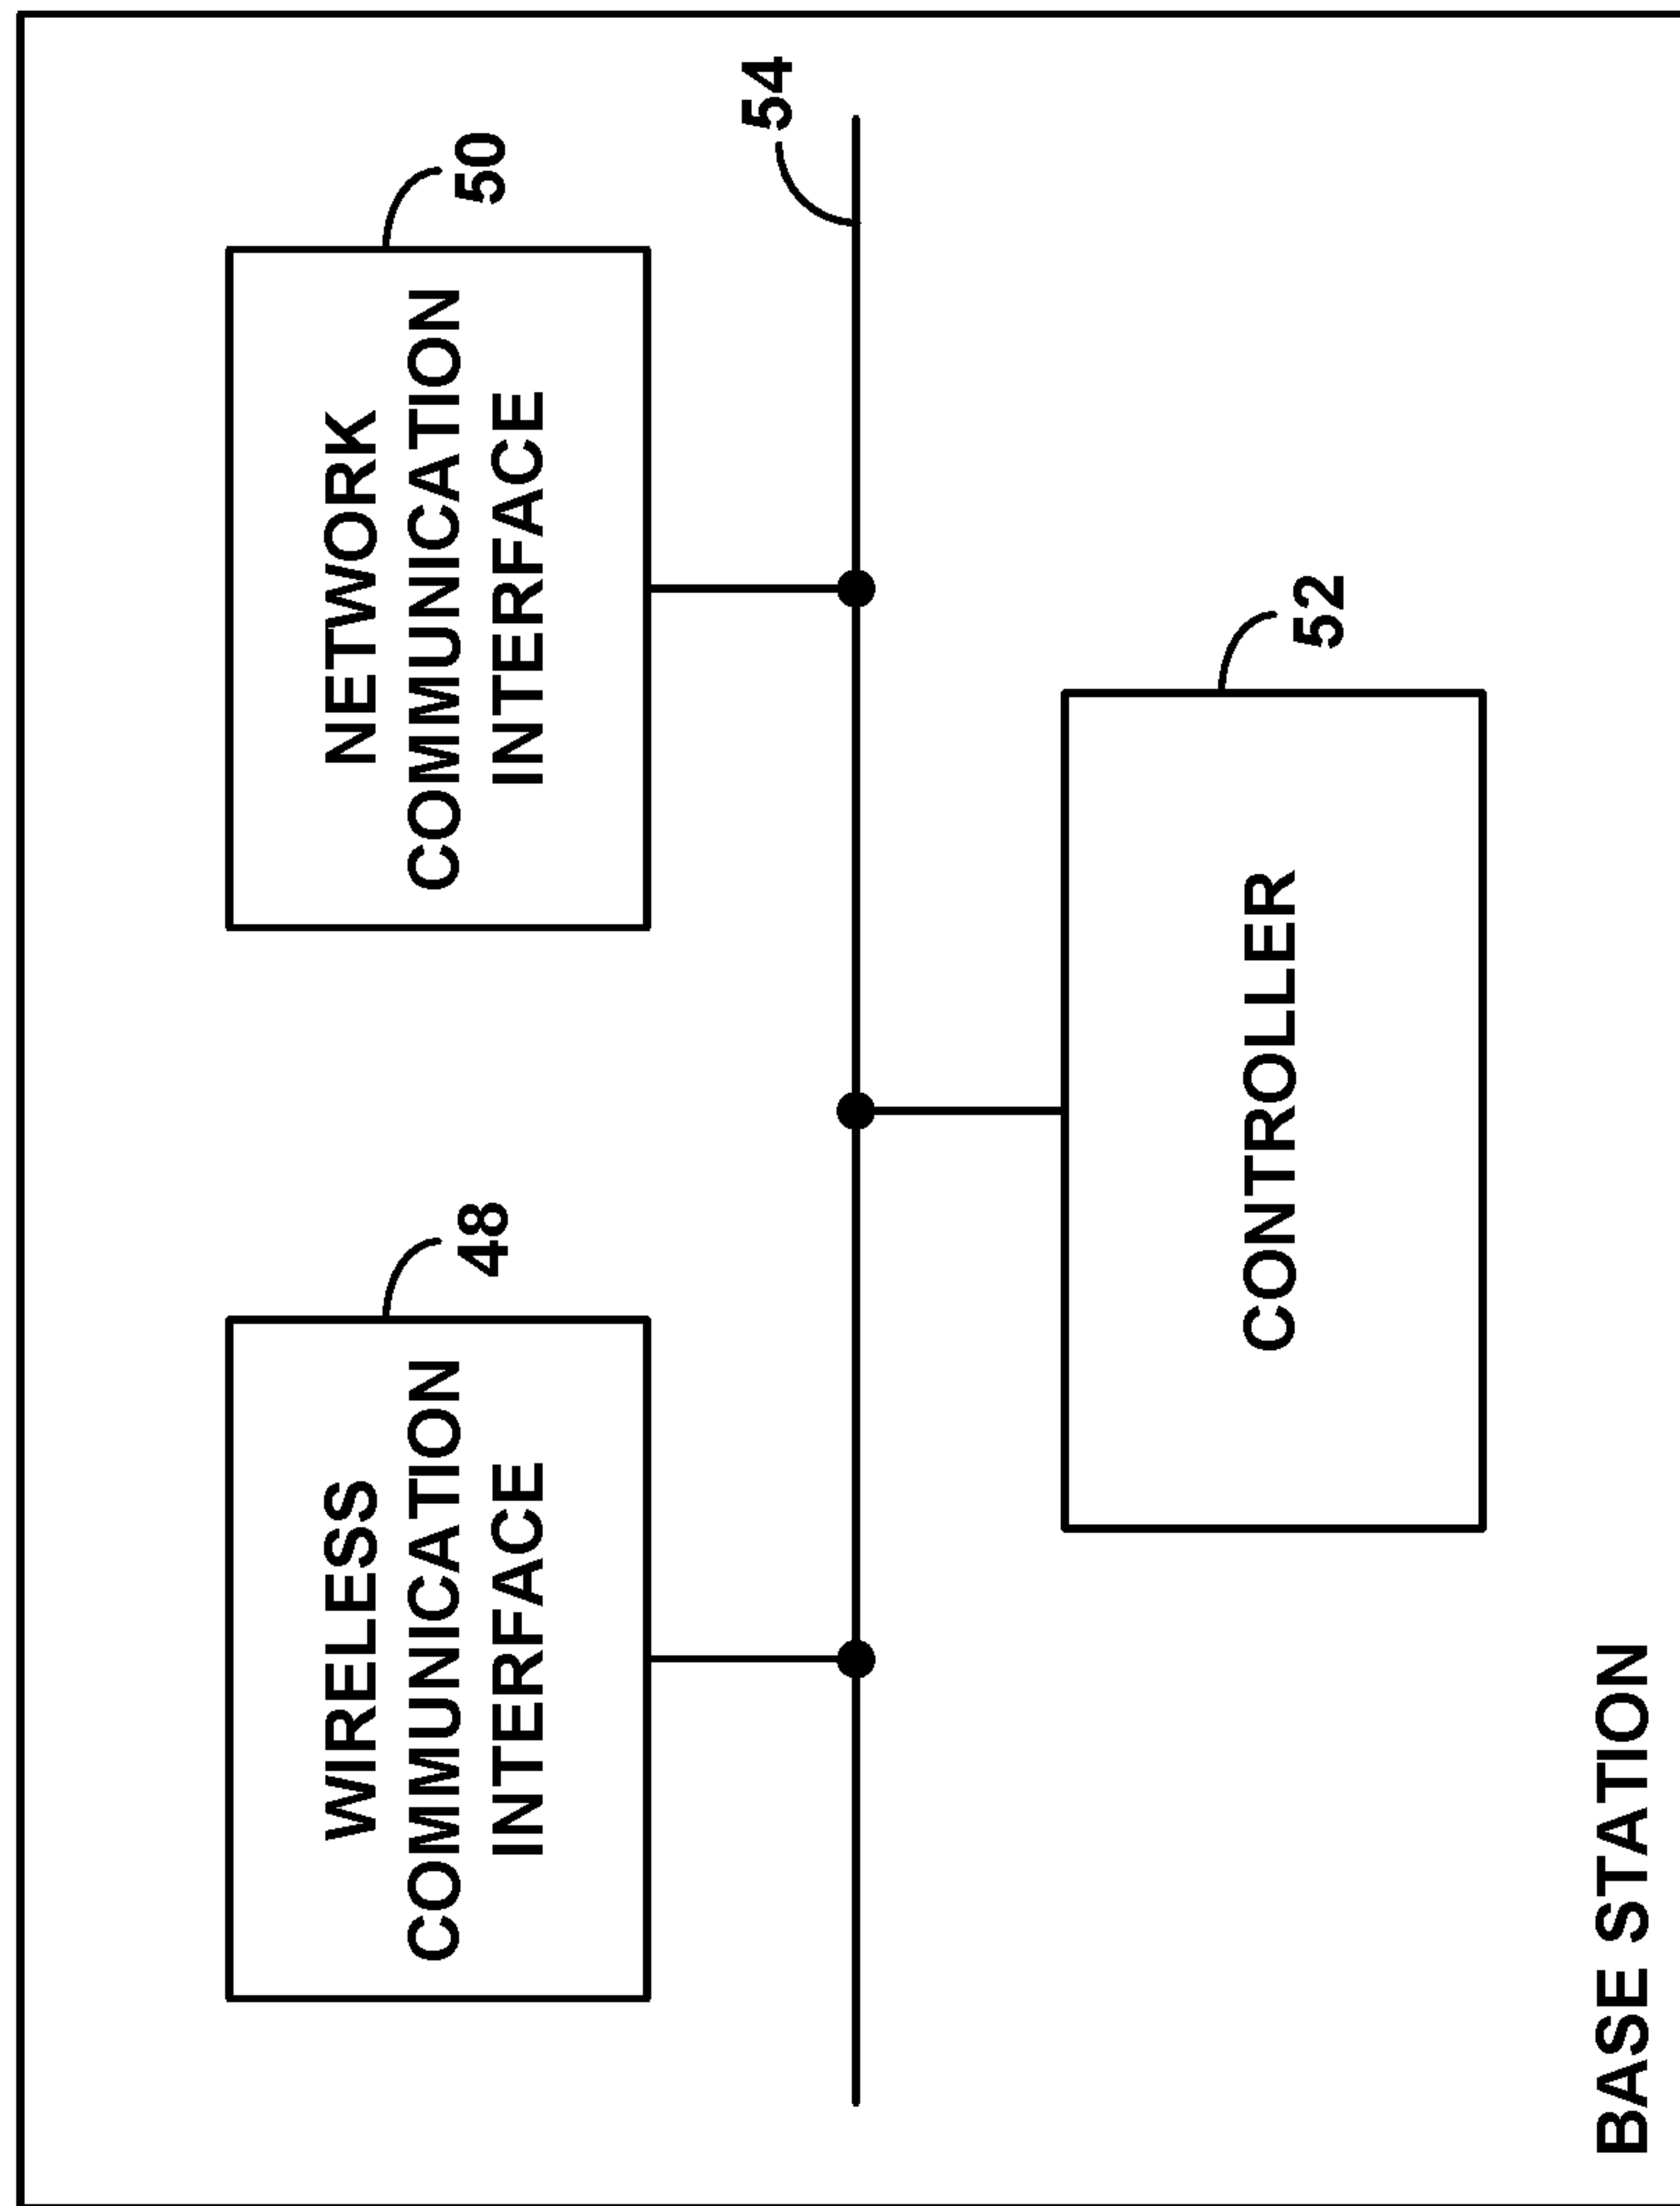 WIRELESS
COMMUNICATION
INTERFACE
48
NETWORK
COMMUNICATION
INTERFACE
50
54
CONTROLLER
52
BASE STATION